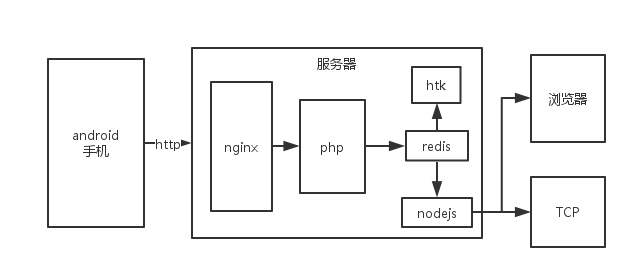 服务器
android
手机
http
nginx
php
htk
redis
nodejs
浏览器
TCP